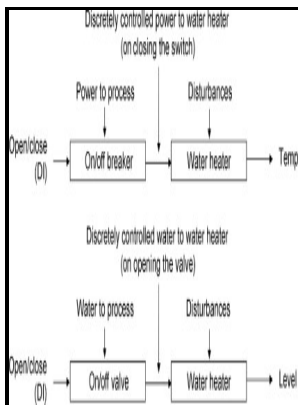 Discretely controlled power to water heater
(on closing the switch)
Power to process
Disturbances
Open/close
(DI)
On/off breaker
Water heater
Temp
Discretely controlled water to water heater
(on opening the valve)
Water to process
Disturbances
Open/close
(DI)
On/off valve
Water heater
Level